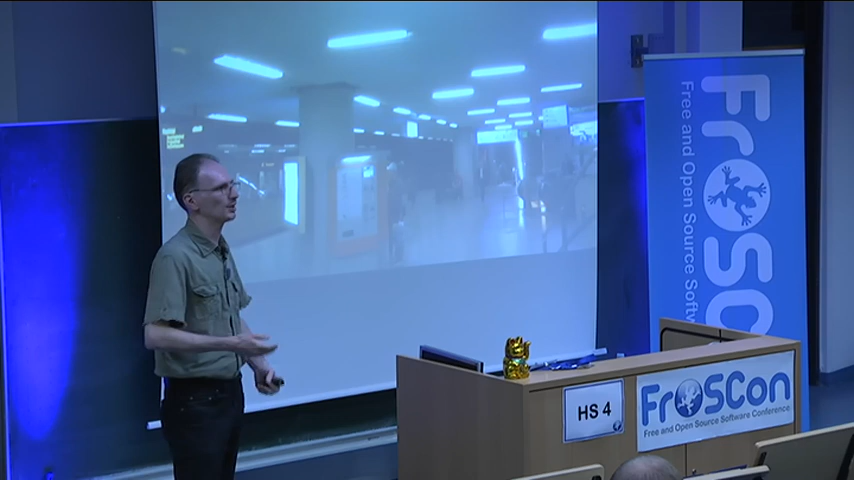 FrOSCon
Free and Open Source Softw
HS 4
FrOSCon
Free and Open Source Software Conference